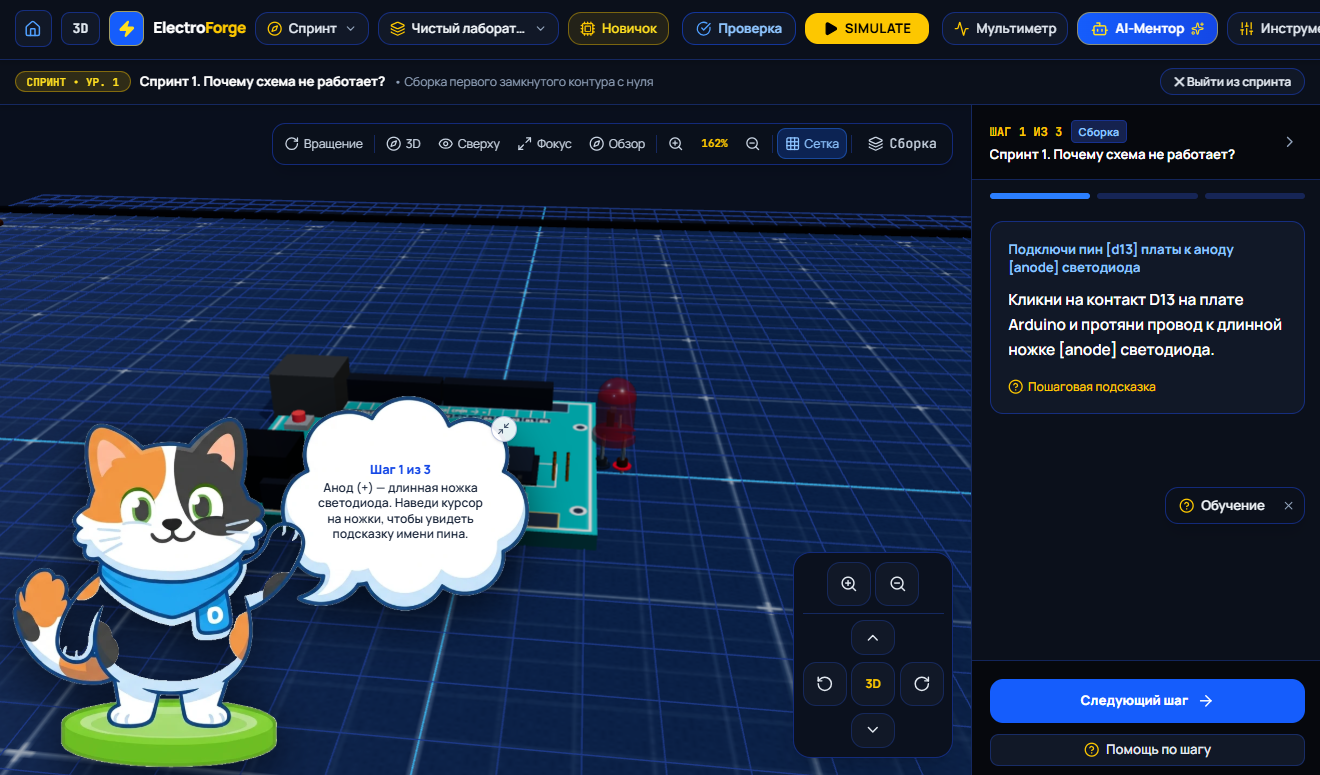 3D
ElectroForge
Спринт
Чистый лаборат...
Новичок
Проверка
SIMULATE
Мультиметр
AI-Ментор
Инструме
СПРИНТ • УР. 1
Спринт 1. Почему схема не работает?
• Сборка первого замкнутого контура с нуля
Выйти из спринта
Вращение
3D
Сверху
Фокус
Обзор
162%
Сетка
Сборка
ШАГ 1 ИЗ 3
Сборка
Спринт 1. Почему схема не работает?
Подключи пин [d13] платы к аноду
[anode] светодиода
Кликни на контакт D13 на плате
Arduino и протяни провод к длинной
ножке [anode] светодиода.
Пошаговая подсказка
Шаг 1 из 3
Анод (+) — длинная ножка
светодиода. Наведи курсор
на ножки, чтобы увидеть
подсказку имени пина.
Обучение
3D
Следующий шаг
Помощь по шагу